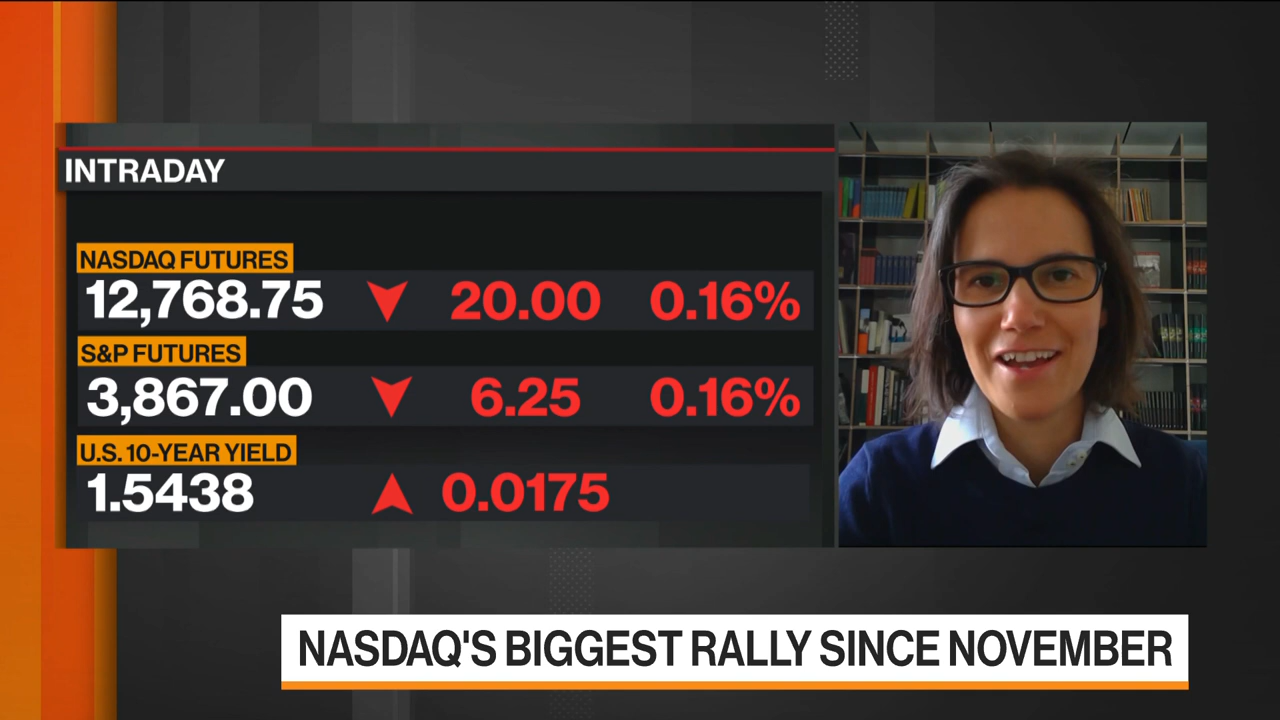 INTRADAY
NASDAQ FUTURES
12,768.75 ▼ 20.00 0.16%
S&P FUTURES
3,867.00 ▼ 6.25 0.16%
U.S. 10-YEAR YIELD
1.5438 ▲ 0.0175
NASDAQ'S BIGGEST RALLY SINCE NOVEMBER